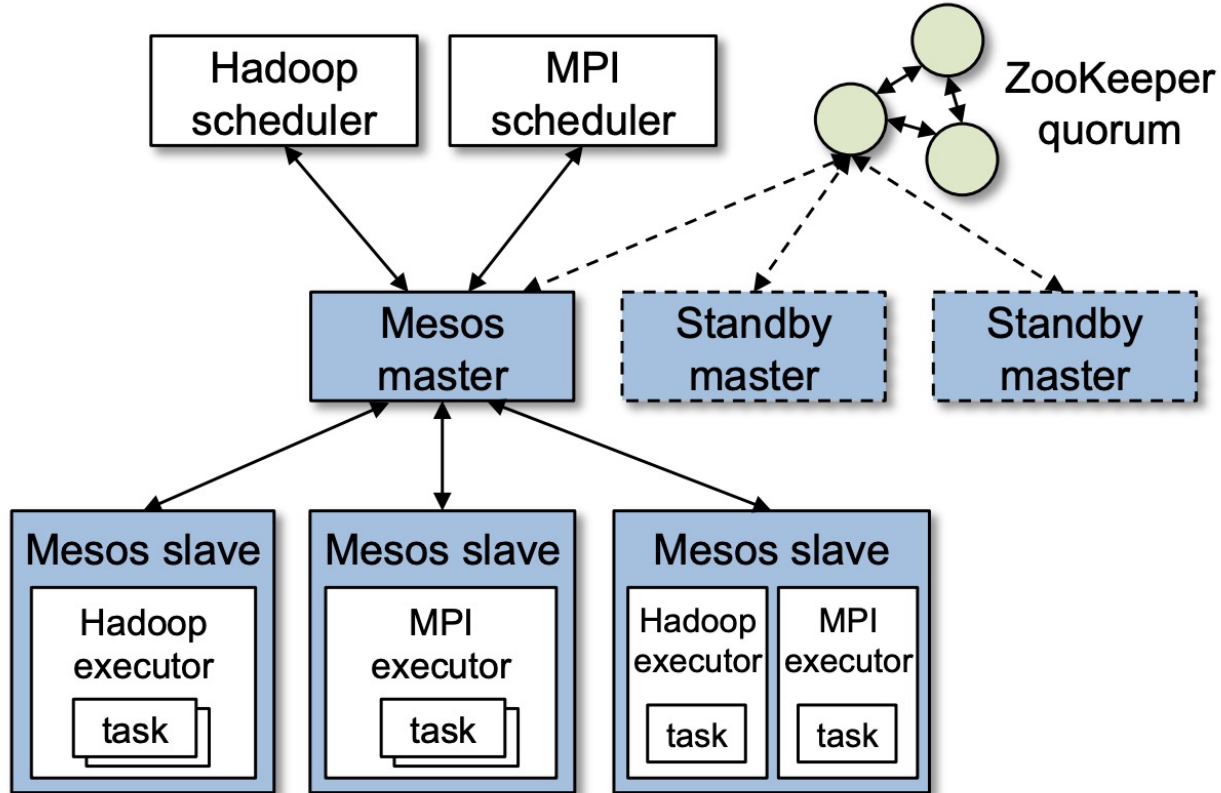 Hadoop
scheduler
MPI
scheduler
ZooKeeper
quorum
Mesos
master
Standby
master
Standby
master
Mesos slave
Hadoop
executor
task
Mesos slave
MPI
executor
task
Mesos slave
Hadoop
executor
task
MPI
executor
task